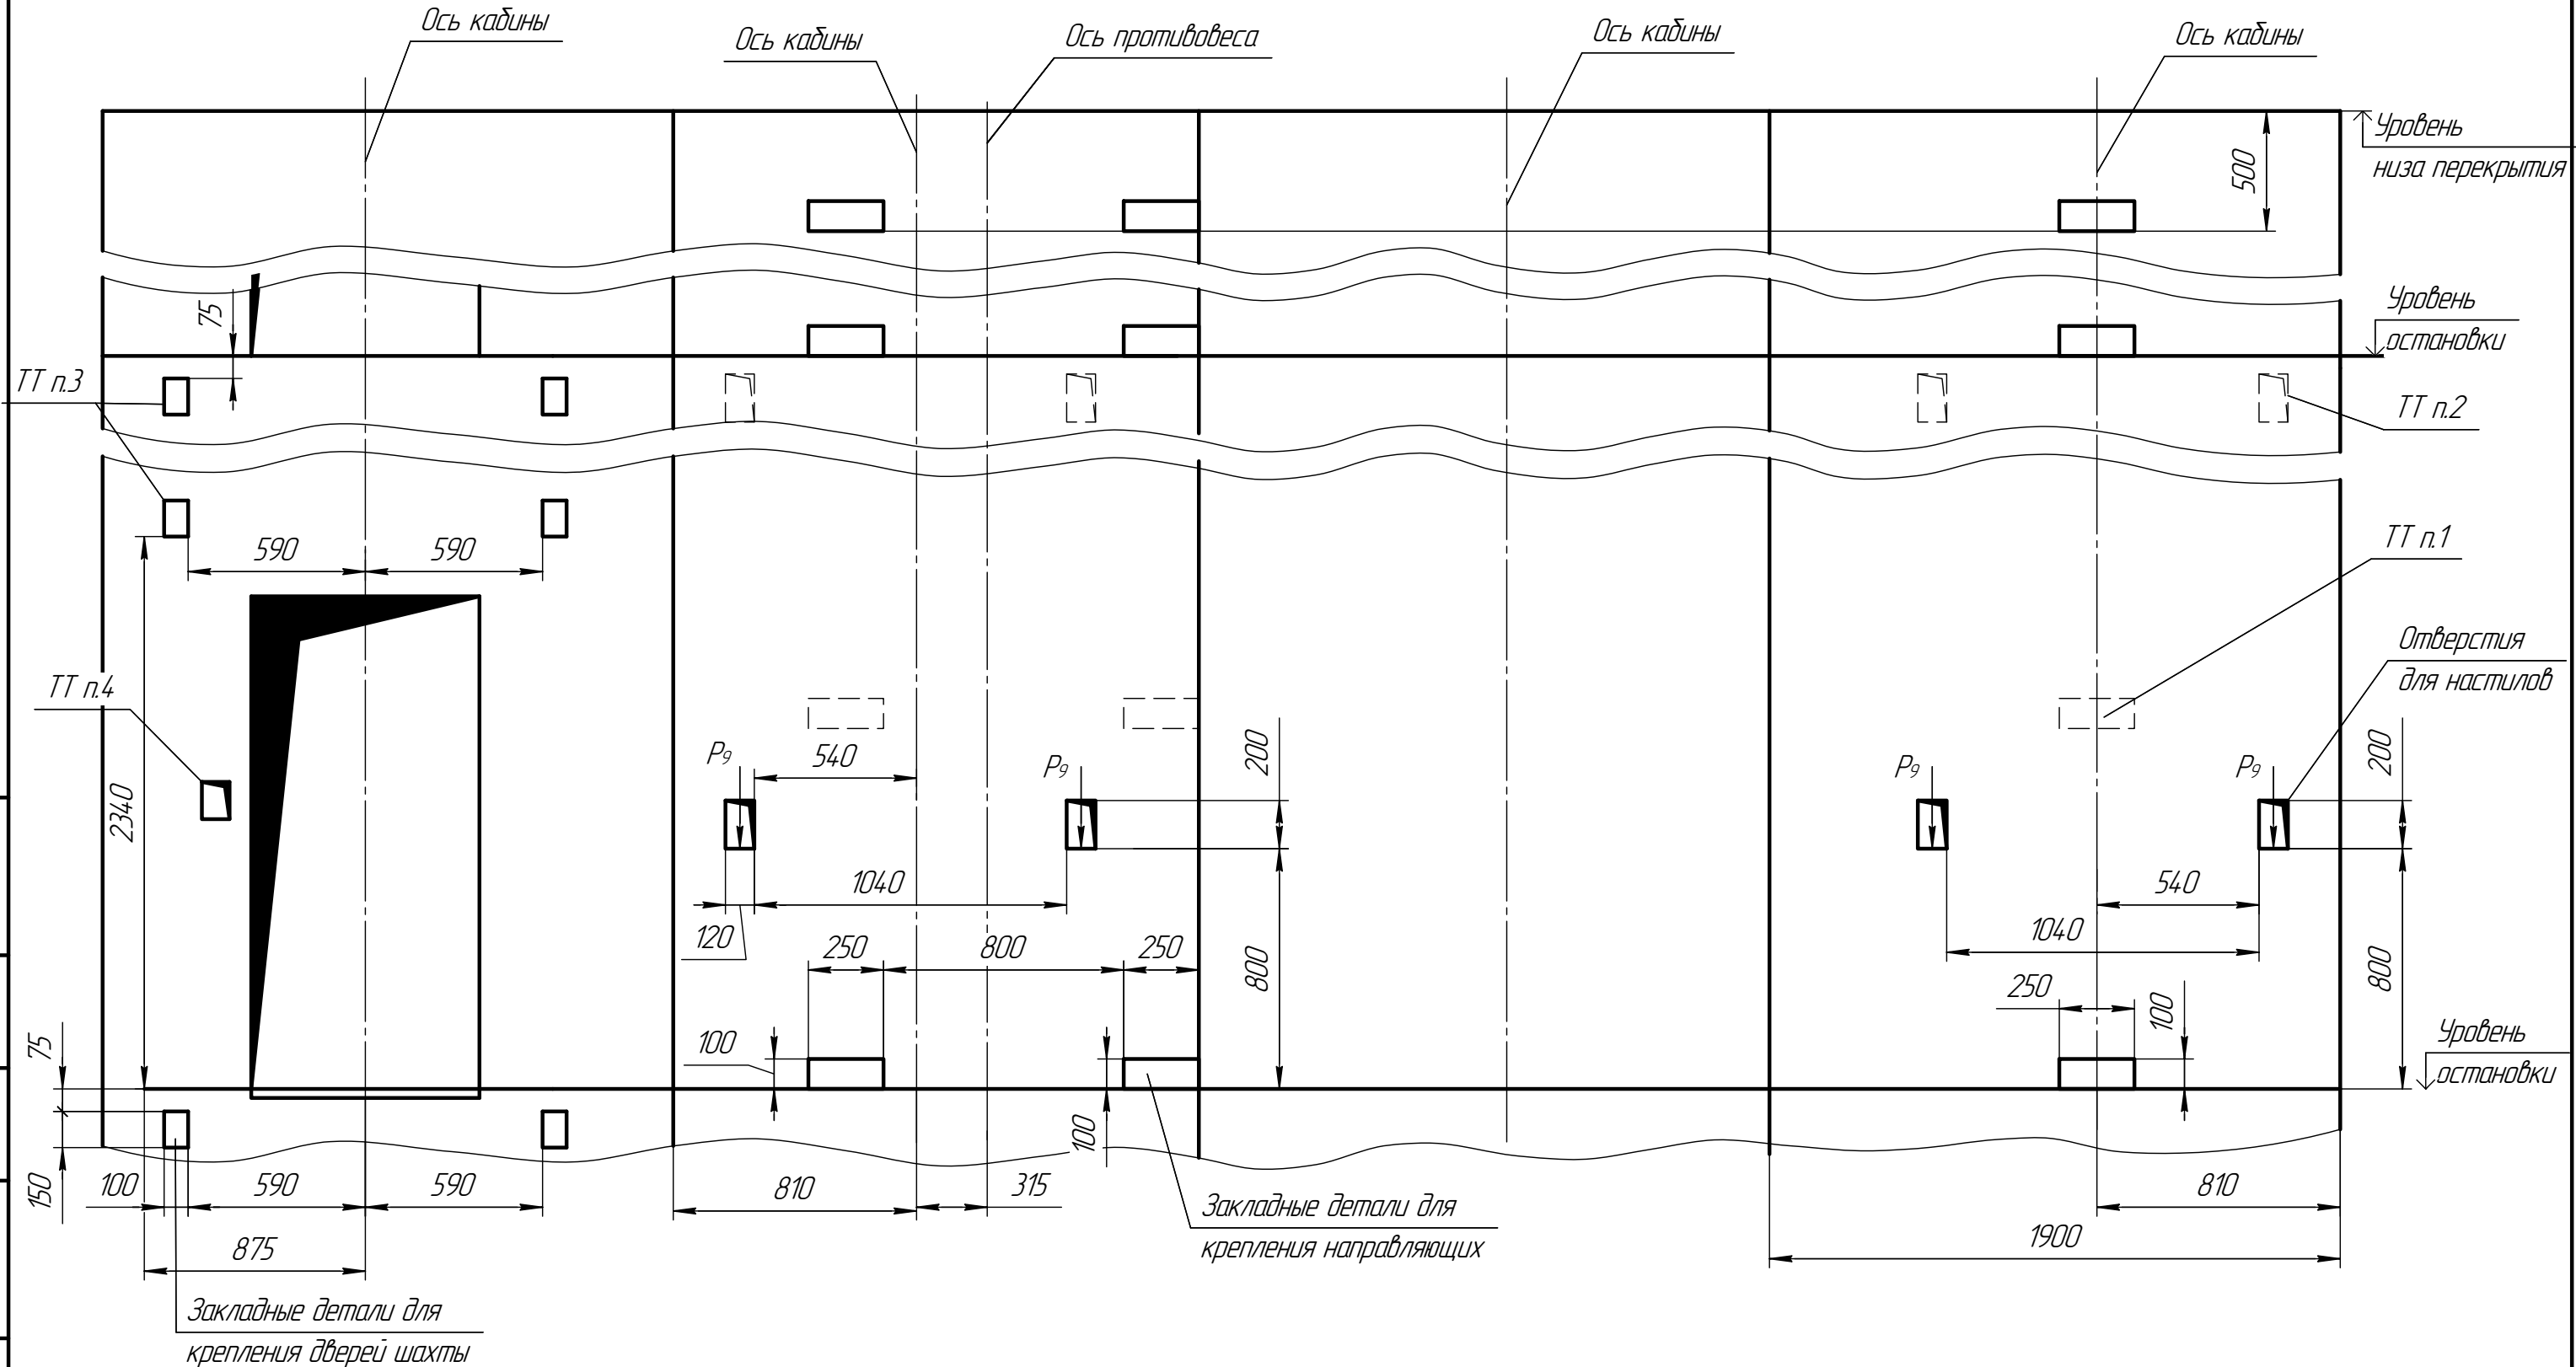 Ось кабины
Ось кабины
Ось противовеса
Ось кабины
Ось кабины
Уровень
низа перекрытия
500
75
Уровень
остановки
ТТ п.3
ТТ п.2
590
590
ТТ п.1
Отверстия
для настилов
ТТ п.4
2340
P9
540
P9
200
P9
P9
200
1040
540
120
250
800
250
800
1040
800
250
100
100
100
75
Уровень
остановки
150
100
590
590
810
315
810
Закладные детали для
крепления направляющих
875
1900
Закладные детали для
крепления дверей шахты